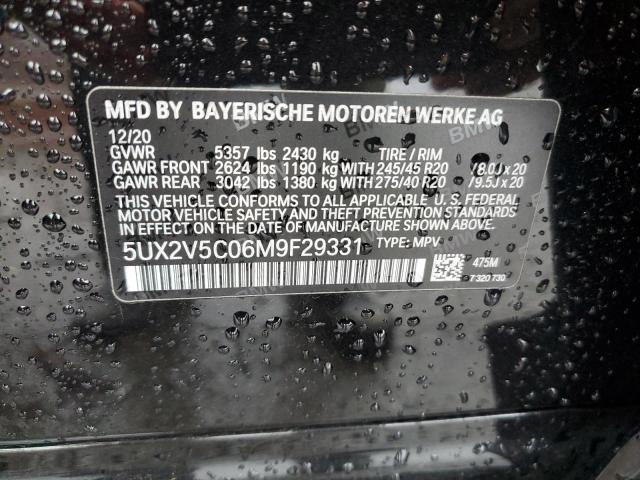 MFD BY BAYERISCHE MOTOREN WERKE AG
12/20
GVWR 5357 lbs 2430 kg TIRE / RIM
GAWR FRONT 2624 lbs 1190 kg WITH 245/45 R20 / 8.0J x 20
GAWR REAR 3042 lbs 1380 kg WITH 275/40 R20 / 9.5J x 20
THIS VEHICLE CONFORMS TO ALL APPLICABLE U. S. FEDERAL
MOTOR VEHICLE SAFETY AND THEFT PREVENTION STANDARDS
IN EFFECT ON THE DATE OF MANUFACTURE SHOWN ABOVE.
5UX2V5C06M9F29331 TYPE: MPV
475M
7 320 730